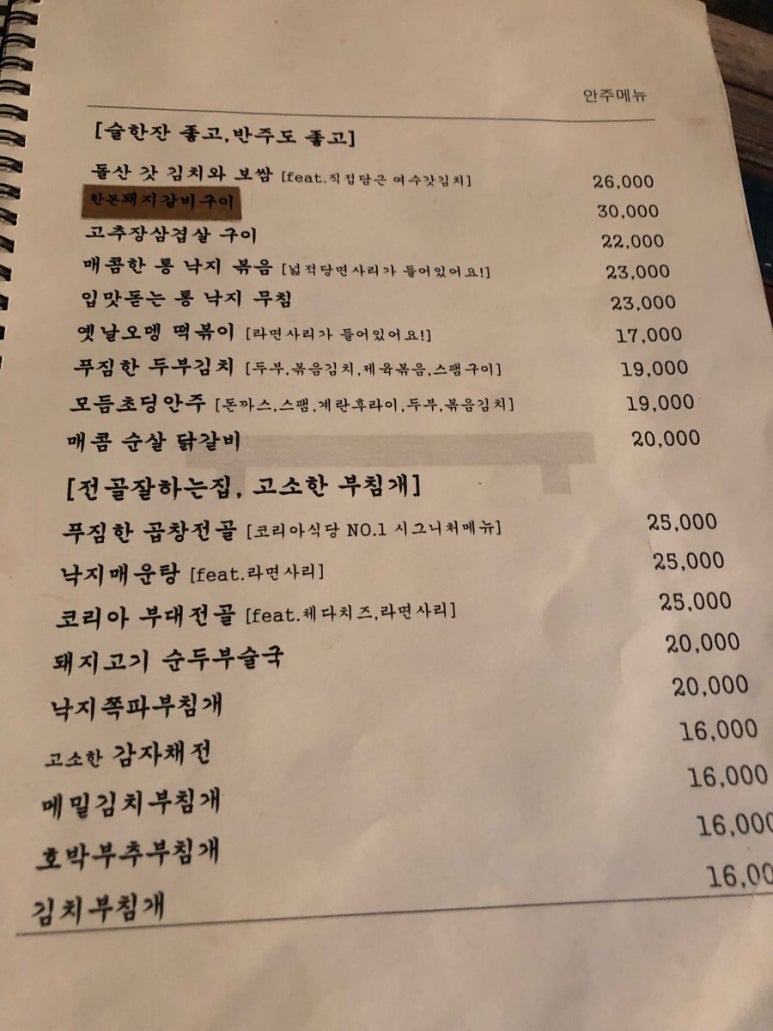 안주메뉴
[술한잔 좋고,반주도 좋고]
돌산 갓 김치와 보쌈 [feat.직접담근 여수갓김치] 26,000
한돈돼지갈비구이 30,000
고추장삼겹살 구이 22,000
매콤한 통 낙지 볶음 [넓적당면사리가 들어있어요!] 23,000
입맛돋는 통 낙지 무침 23,000
옛날오뎅 떡볶이 [라면사리가 들어있어요!] 17,000
푸짐한 두부김치 [두부,볶음김치,제육볶음,스팸구이] 19,000
모듬초딩안주 [돈까스,스팸,계란후라이,두부,볶음김치] 19,000
매콤 순살 닭갈비 20,000
[전골잘하는집, 고소한 부침개]
푸짐한 곱창전골 [코리아식당 NO.1 시그니처메뉴] 25,000
낙지매운탕 [feat.라면사리] 25,000
코리아 부대전골 [feat.체다치즈,라면사리] 25,000
돼지고기 순두부술국 20,000
낙지쪽파부침개 20,000
고소한 감자채전 16,000
메밀김치부침개 16,000
호박부추부침개 16,000
김치부침개 16,00